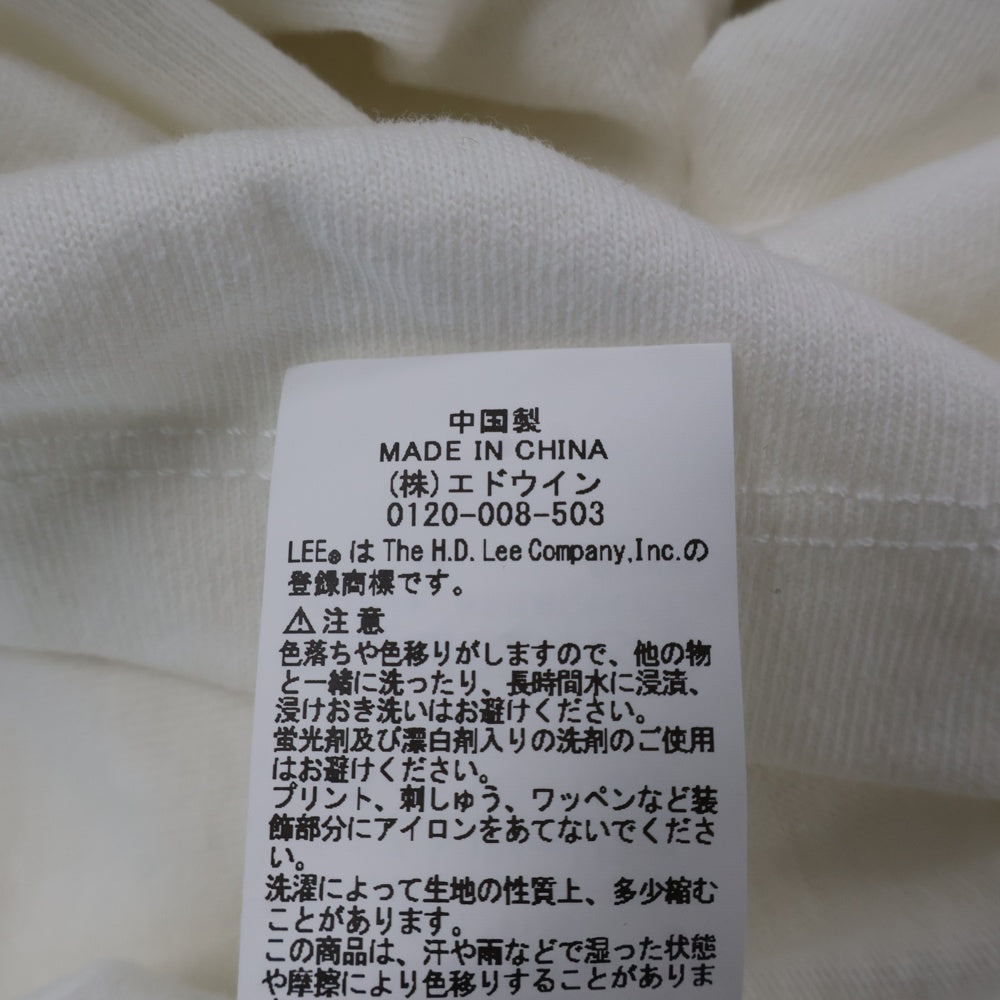 中国製
MADE IN CHINA
(株)エドウイン
0120-008-503
LEE® は The H.D. Lee Company,Inc.の
登録商標です。
⚠注意
色落ちや色移りがしますので、他の物
と一緒に洗ったり、長時間水に浸漬、
浸けおき洗いはお避けください。
蛍光剤及び漂白剤入りの洗剤のご使用
はお避けください。
プリント、刺しゅう、ワッペンなど装
飾部分にアイロンをあてないでくださ
い。
洗濯によって生地の性質上、多少縮む
ことがあります。
この商品は、汗や雨などで湿った状態
や摩擦により色移りすることがありま